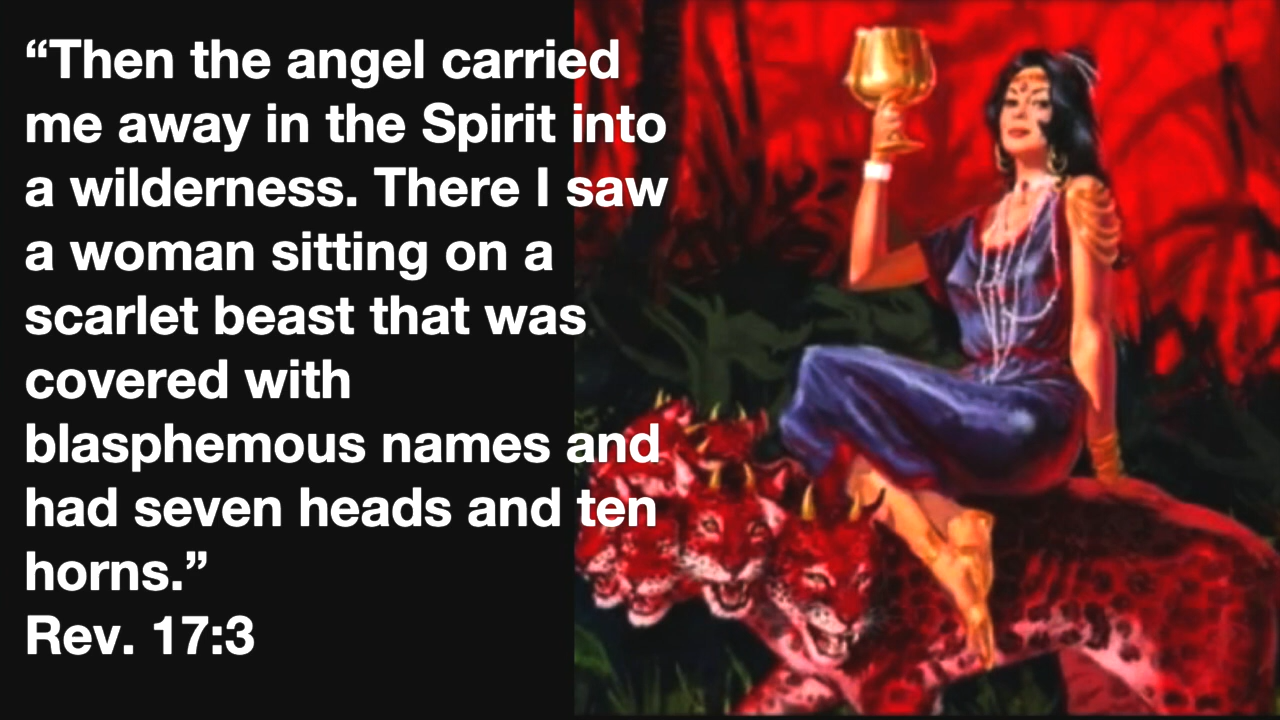 “Then the angel carried
me away in the Spirit into
a wilderness. There I saw
a woman sitting on a
scarlet beast that was
covered with
blasphemous names and
had seven heads and ten
horns.”
Rev. 17:3